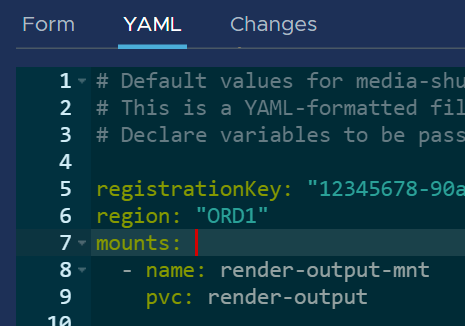 Form YAML Changes
1 # Default values for media-shu
2 # This is a YAML-formatted fil
3 # Declare variables to be pass
4
5 registrationKey: "12345678-90a
6 region: "ORD1"
7 mounts:
8 - name: render-output-mnt
9 pvc: render-output
10